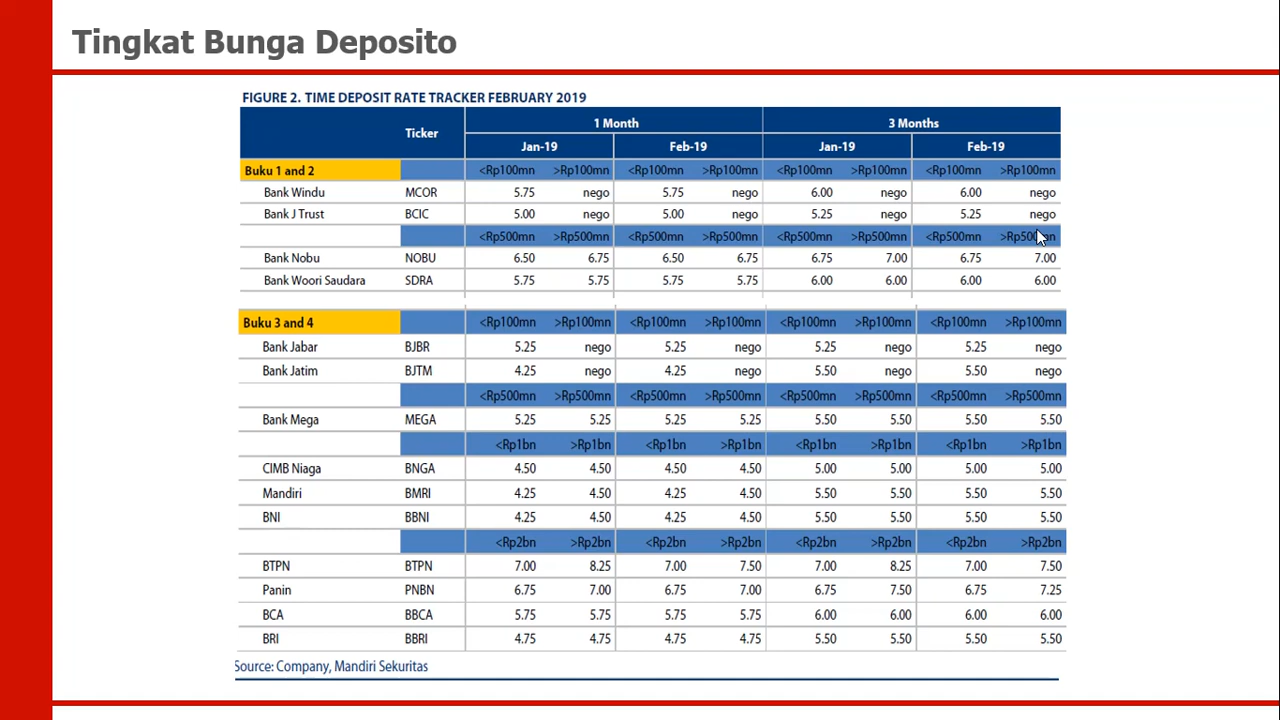 Tingkat Bunga Deposito
FIGURE 2. TIME DEPOSIT RATE TRACKER FEBRUARY 2019
Ticker 1 Month 3 Months
Jan-19 Feb-19 Jan-19 Feb-19
Buku 1 and 2 <Rp100mn >Rp100mn <Rp100mn >Rp100mn <Rp100mn >Rp100mn <Rp100mn >Rp100mn
Bank Windu MCOR 5.75 nego 5.75 nego 6.00 nego 6.00 nego
Bank J Trust BCIC 5.00 nego 5.00 nego 5.25 nego 5.25 nego
<Rp500mn >Rp500mn <Rp500mn >Rp500mn <Rp500mn >Rp500mn <Rp500mn >Rp500mn
Bank Nobu NOBU 6.50 6.75 6.50 6.75 6.75 7.00 6.75 7.00
Bank Woori Saudara SDRA 5.75 5.75 5.75 5.75 6.00 6.00 6.00 6.00
Buku 3 and 4 <Rp100mn >Rp100mn <Rp100mn >Rp100mn <Rp100mn >Rp100mn <Rp100mn >Rp100mn
Bank Jabar BJBR 5.25 nego 5.25 nego 5.25 nego 5.25 nego
Bank Jatim BJTM 4.25 nego 4.25 nego 5.50 nego 5.50 nego
<Rp500mn >Rp500mn <Rp500mn >Rp500mn <Rp500mn >Rp500mn <Rp500mn >Rp500mn
Bank Mega MEGA 5.25 5.25 5.25 5.25 5.50 5.50 5.50 5.50
<Rp1bn >Rp1bn <Rp1bn >Rp1bn <Rp1bn >Rp1bn <Rp1bn >Rp1bn
CIMB Niaga BNGA 4.50 4.50 4.50 4.50 5.00 5.00 5.00 5.00
Mandiri BMRI 4.25 4.50 4.25 4.50 5.50 5.50 5.50 5.50
BNI BBNI 4.25 4.50 4.25 4.50 5.50 5.50 5.50 5.50
<Rp2bn >Rp2bn <Rp2bn >Rp2bn <Rp2bn >Rp2bn <Rp2bn >Rp2bn
BTPN BTPN 7.00 8.25 7.00 7.50 7.00 8.25 7.00 7.50
Panin PNBN 6.75 7.00 6.75 7.00 6.75 7.50 6.75 7.25
BCA BBCA 5.75 5.75 5.75 5.75 6.00 6.00 6.00 6.00
BRI BBRI 4.75 4.75 4.75 4.75 5.50 5.50 5.50 5.50
Source: Company, Mandiri Sekuritas